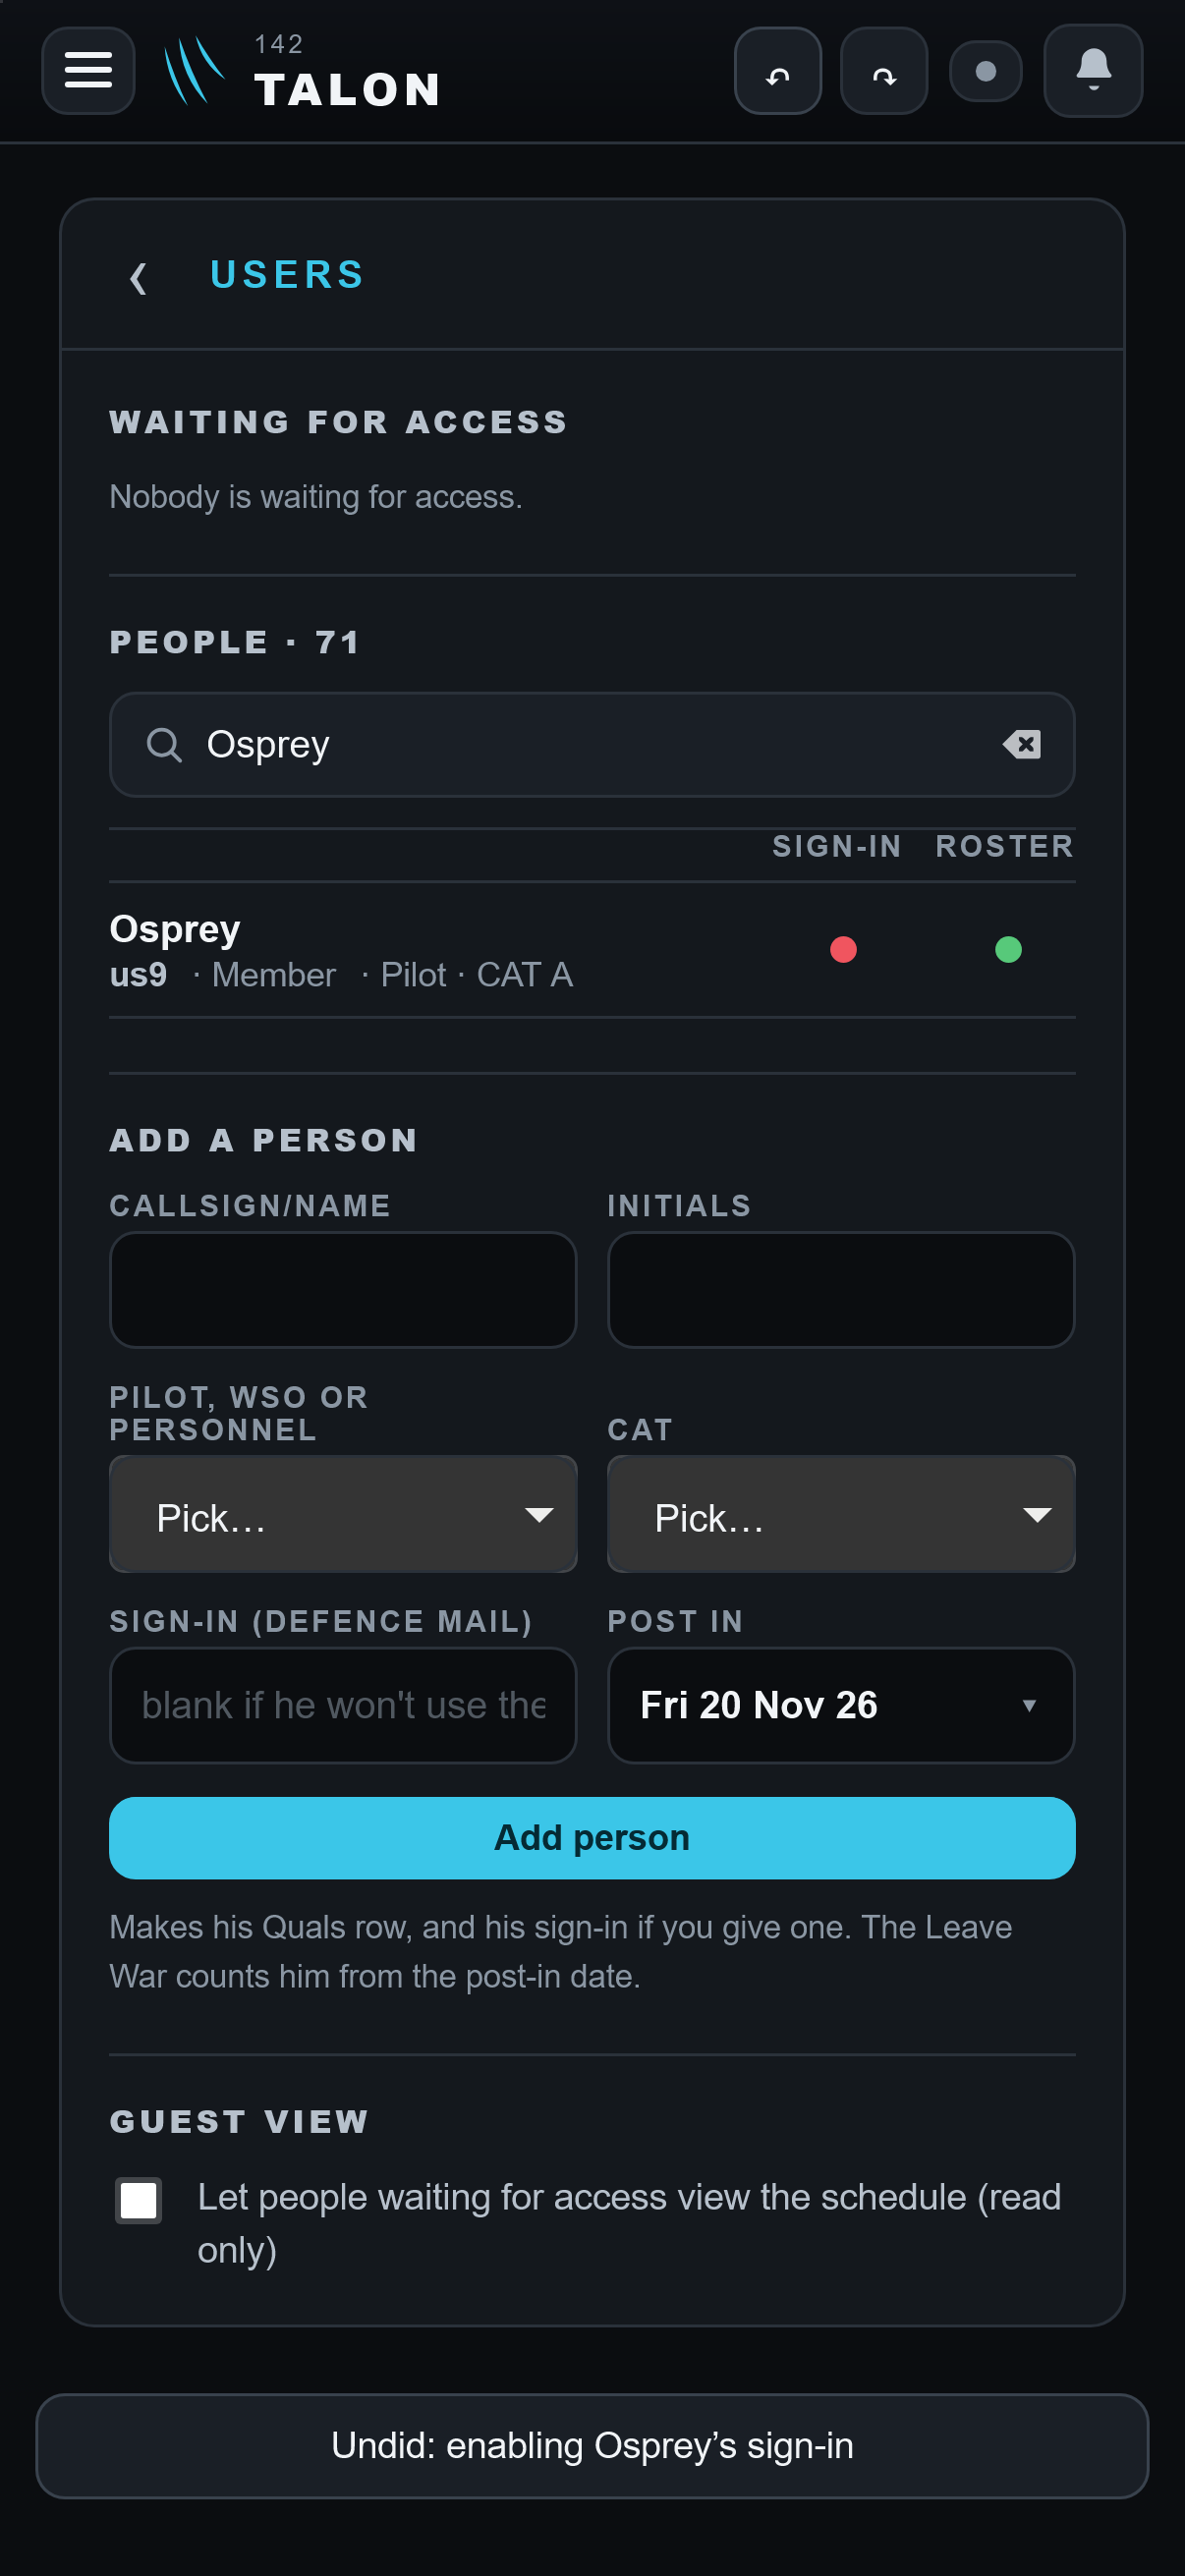 142
TALON
USERS
WAITING FOR ACCESS
Nobody is waiting for access.
PEOPLE · 71
Osprey
SIGN-IN ROSTER
Osprey
us9 · Member · Pilot · CAT A
ADD A PERSON
CALLSIGN/NAME INITIALS
PILOT, WSO OR
PERSONNEL CAT
Pick... Pick...
SIGN-IN (DEFENCE MAIL) POST IN
blank if he won't use the Fri 20 Nov 26
Add person
Makes his Quals row, and his sign-in if you give one. The Leave
War counts him from the post-in date.
GUEST VIEW
Let people waiting for access view the schedule (read
only)
Undid: enabling Osprey’s sign-in